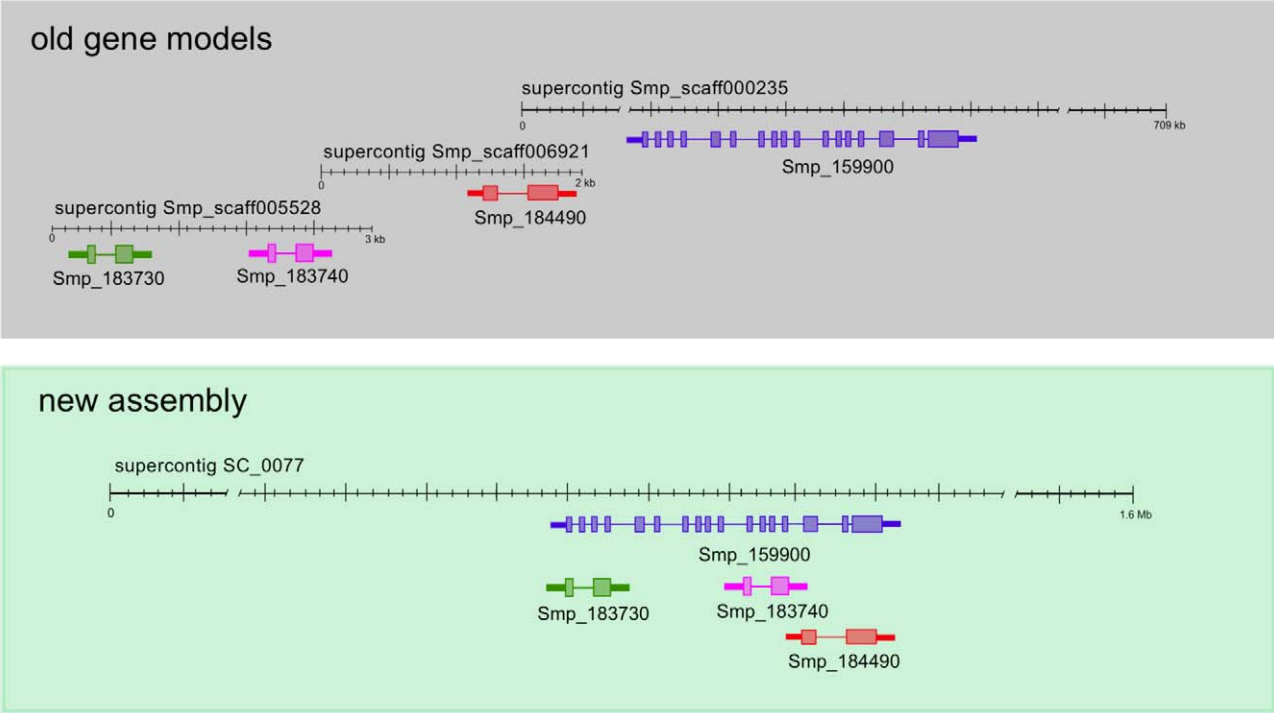 old gene models
supercontig Smp_scaff000235
0
709 kb
Smp_159900
supercontig Smp_scaff006921
0
2 kb
Smp_184490
supercontig Smp_scaff005528
0
3 kb
Smp_183730
Smp_183740
new assembly
supercontig SC_0077
0
1.6 Mb
Smp_159900
Smp_183730
Smp_183740
Smp_184490